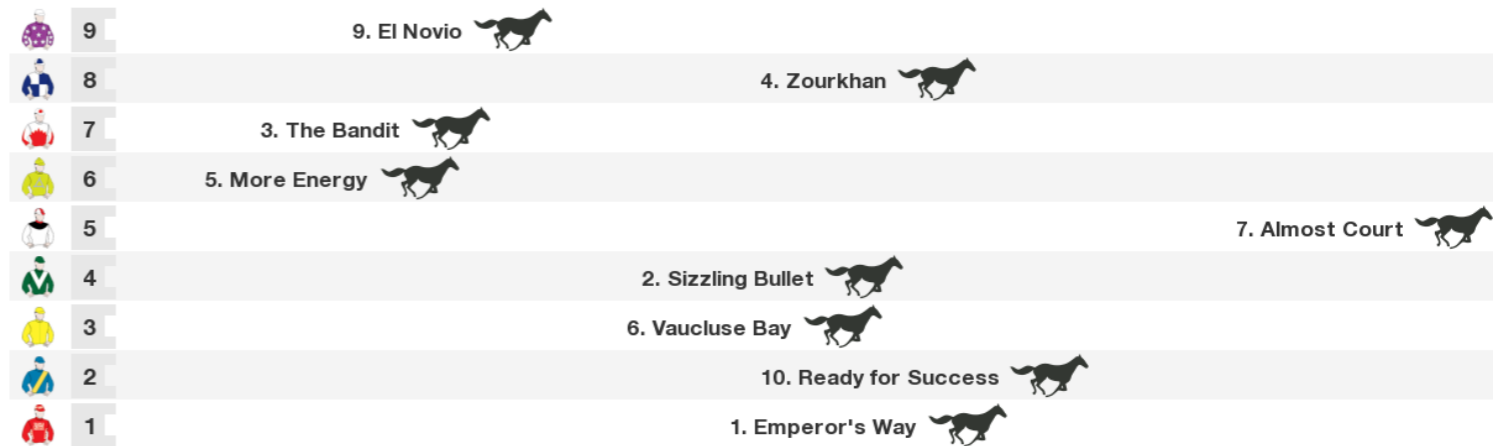 9 9. El Novio
8 4. Zourkhan
7 3. The Bandit
6 5. More Energy
5 7. Almost Court
4 2. Sizzling Bullet
3 6. Vaucluse Bay
2 10. Ready for Success
1 1. Emperor's Way